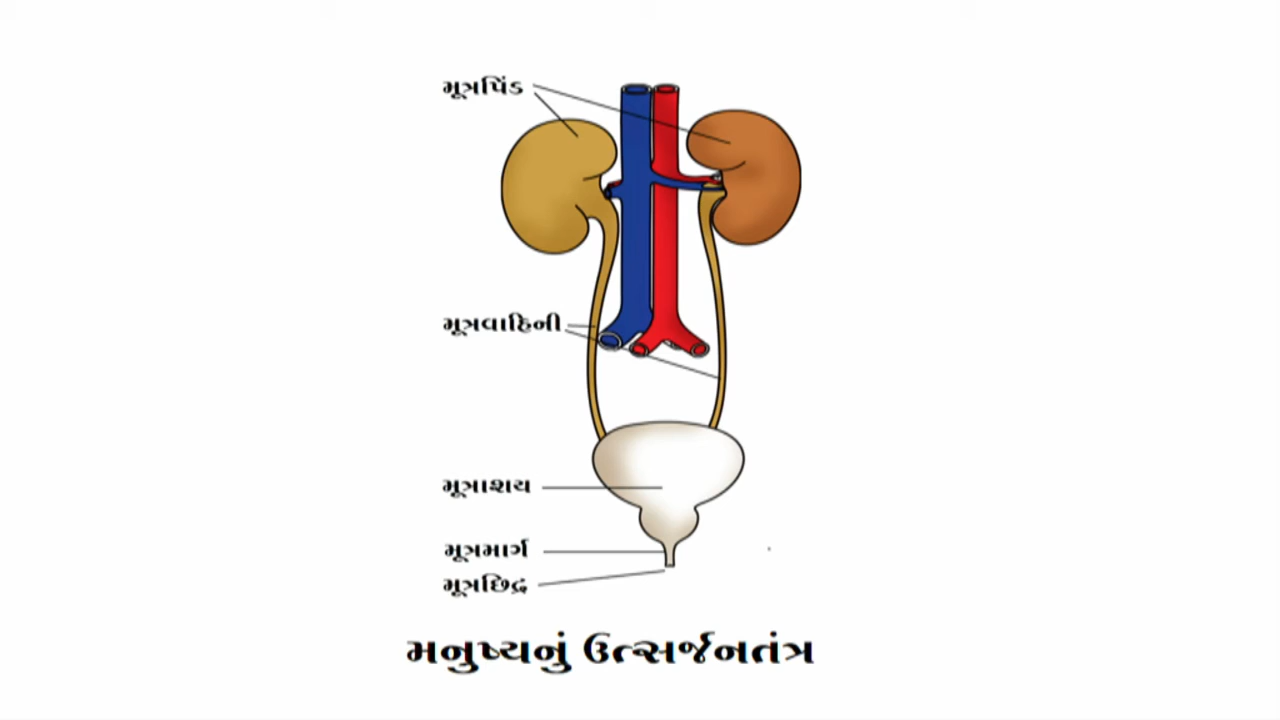 મૂત્રપિંડ
મૂત્રવાહિની
મૂત્રાશય
મૂત્રમાર્ગ
મૂત્રછિદ્ર
મનુષ્યનું ઉત્સર્જનતંત્ર